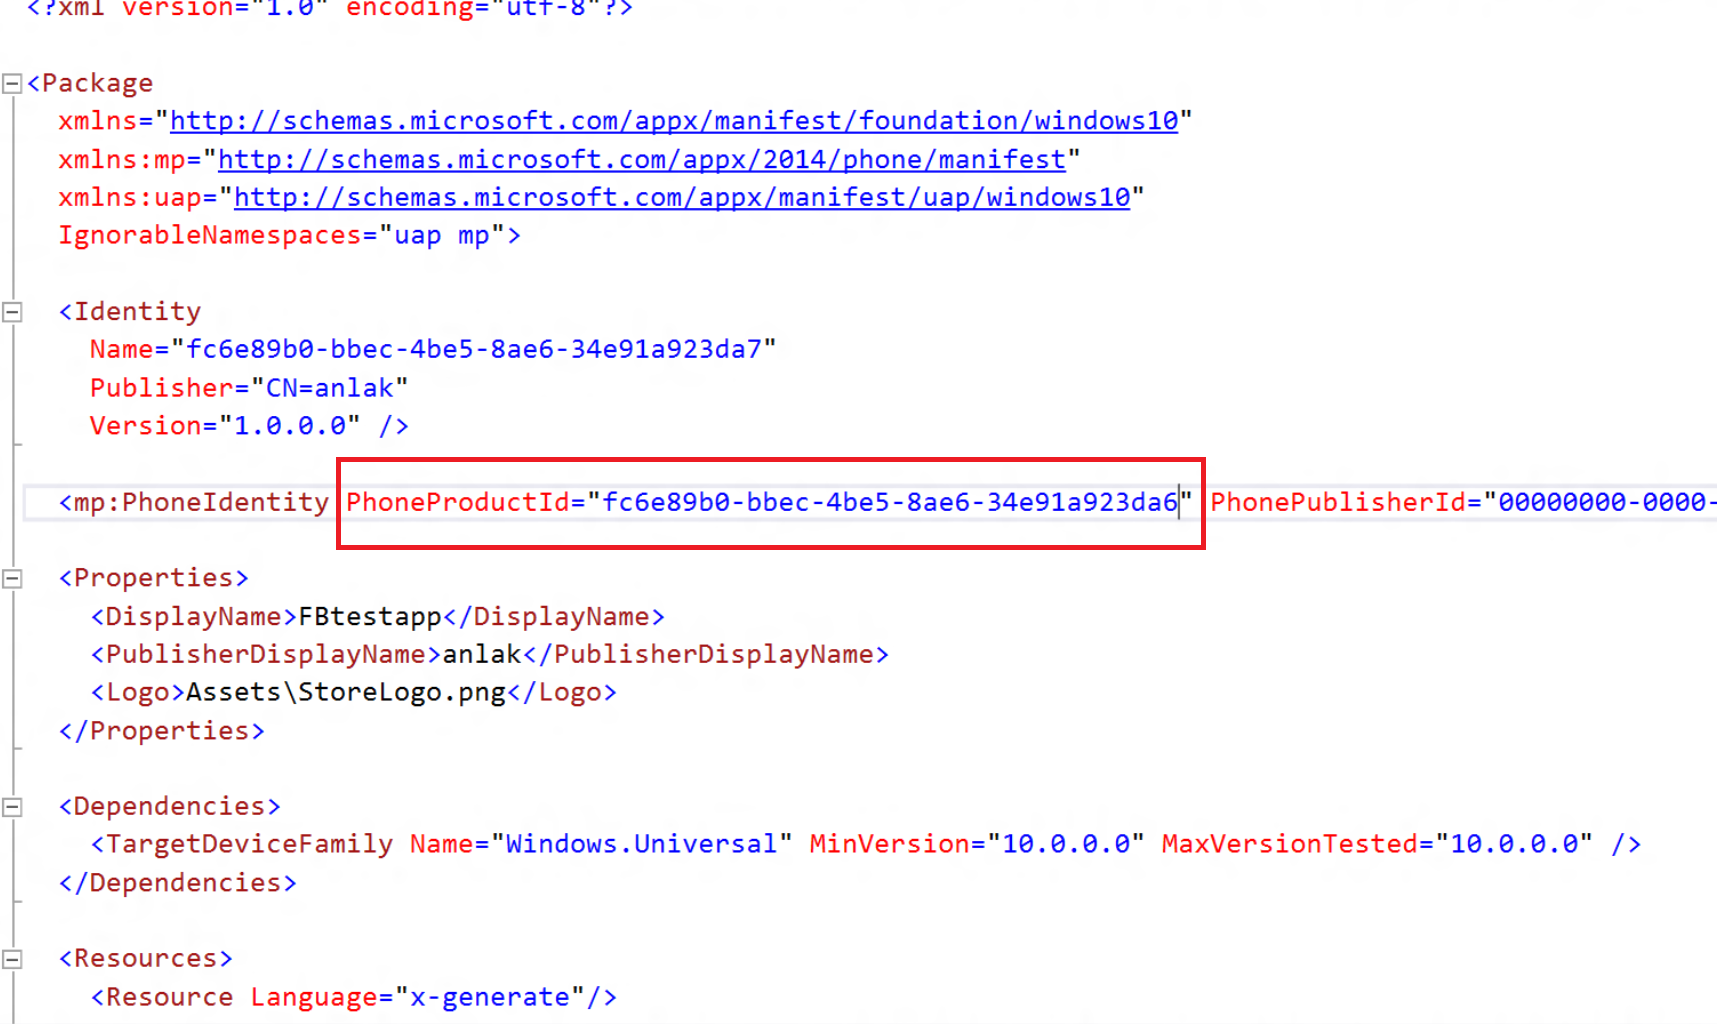 <?xml version="1.0" encoding="utf-8"?>
<Package
xmlns="http://schemas.microsoft.com/appx/manifest/foundation/windows10"
xmlns:mp="http://schemas.microsoft.com/appx/2014/phone/manifest"
xmlns:uap="http://schemas.microsoft.com/appx/manifest/uap/windows10"
IgnorableNamespaces="uap mp">
<Identity
Name="fc6e89b0-bbec-4be5-8ae6-34e91a923da7"
Publisher="CN=anlak"
Version="1.0.0.0" />
<mp:PhoneIdentity PhoneProductId="fc6e89b0-bbec-4be5-8ae6-34e91a923da6" PhonePublisherId="00000000-0000-
<Properties>
<DisplayName>FBtestapp</DisplayName>
<PublisherDisplayName>anlak</PublisherDisplayName>
<Logo>Assets\StoreLogo.png</Logo>
</Properties>
<Dependencies>
<TargetDeviceFamily Name="Windows.Universal" MinVersion="10.0.0.0" MaxVersionTested="10.0.0.0" />
</Dependencies>
<Resources>
<Resource Language="x-generate"/>